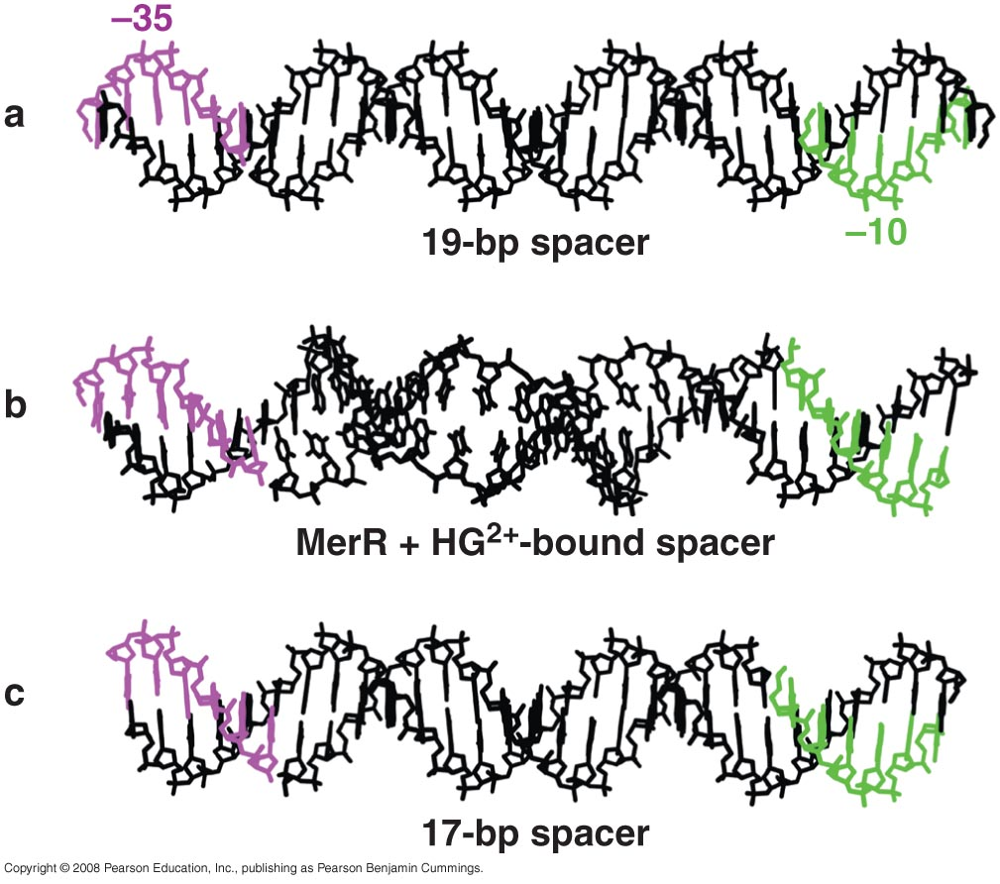 –35
a
19-bp spacer
–10
b
MerR + HG²⁺-bound spacer
c
17-bp spacer
Copyright © 2008 Pearson Education, Inc., publishing as Pearson Benjamin Cummings.